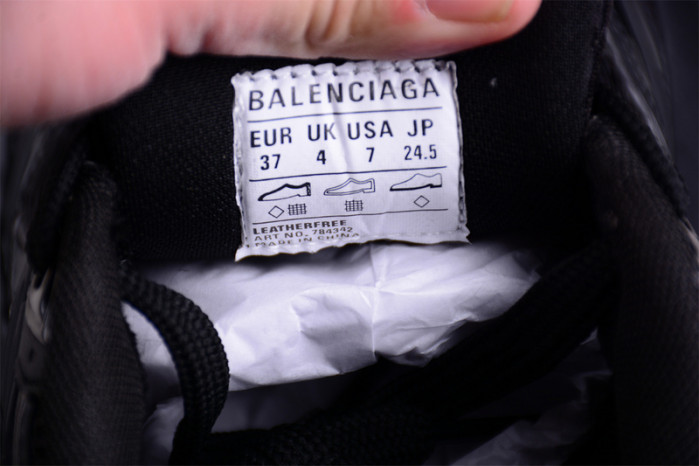 BALENCIAGA
EUR UK USA JP
37 4 7 24.5
LEATHERFREE
ART NO. 784342
MADE IN CHINA